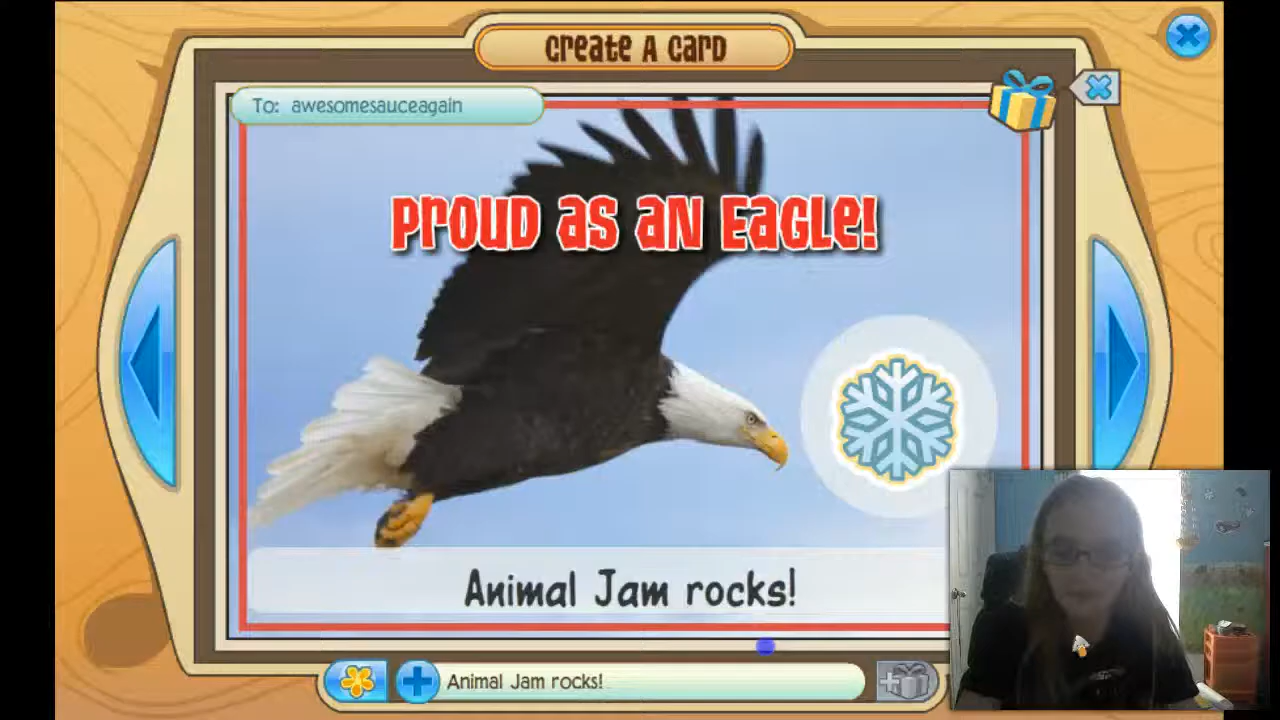 Create A Card
To: awesomesauceagain
Proud as an Eagle!
Animal Jam rocks!
Animal Jam rocks!